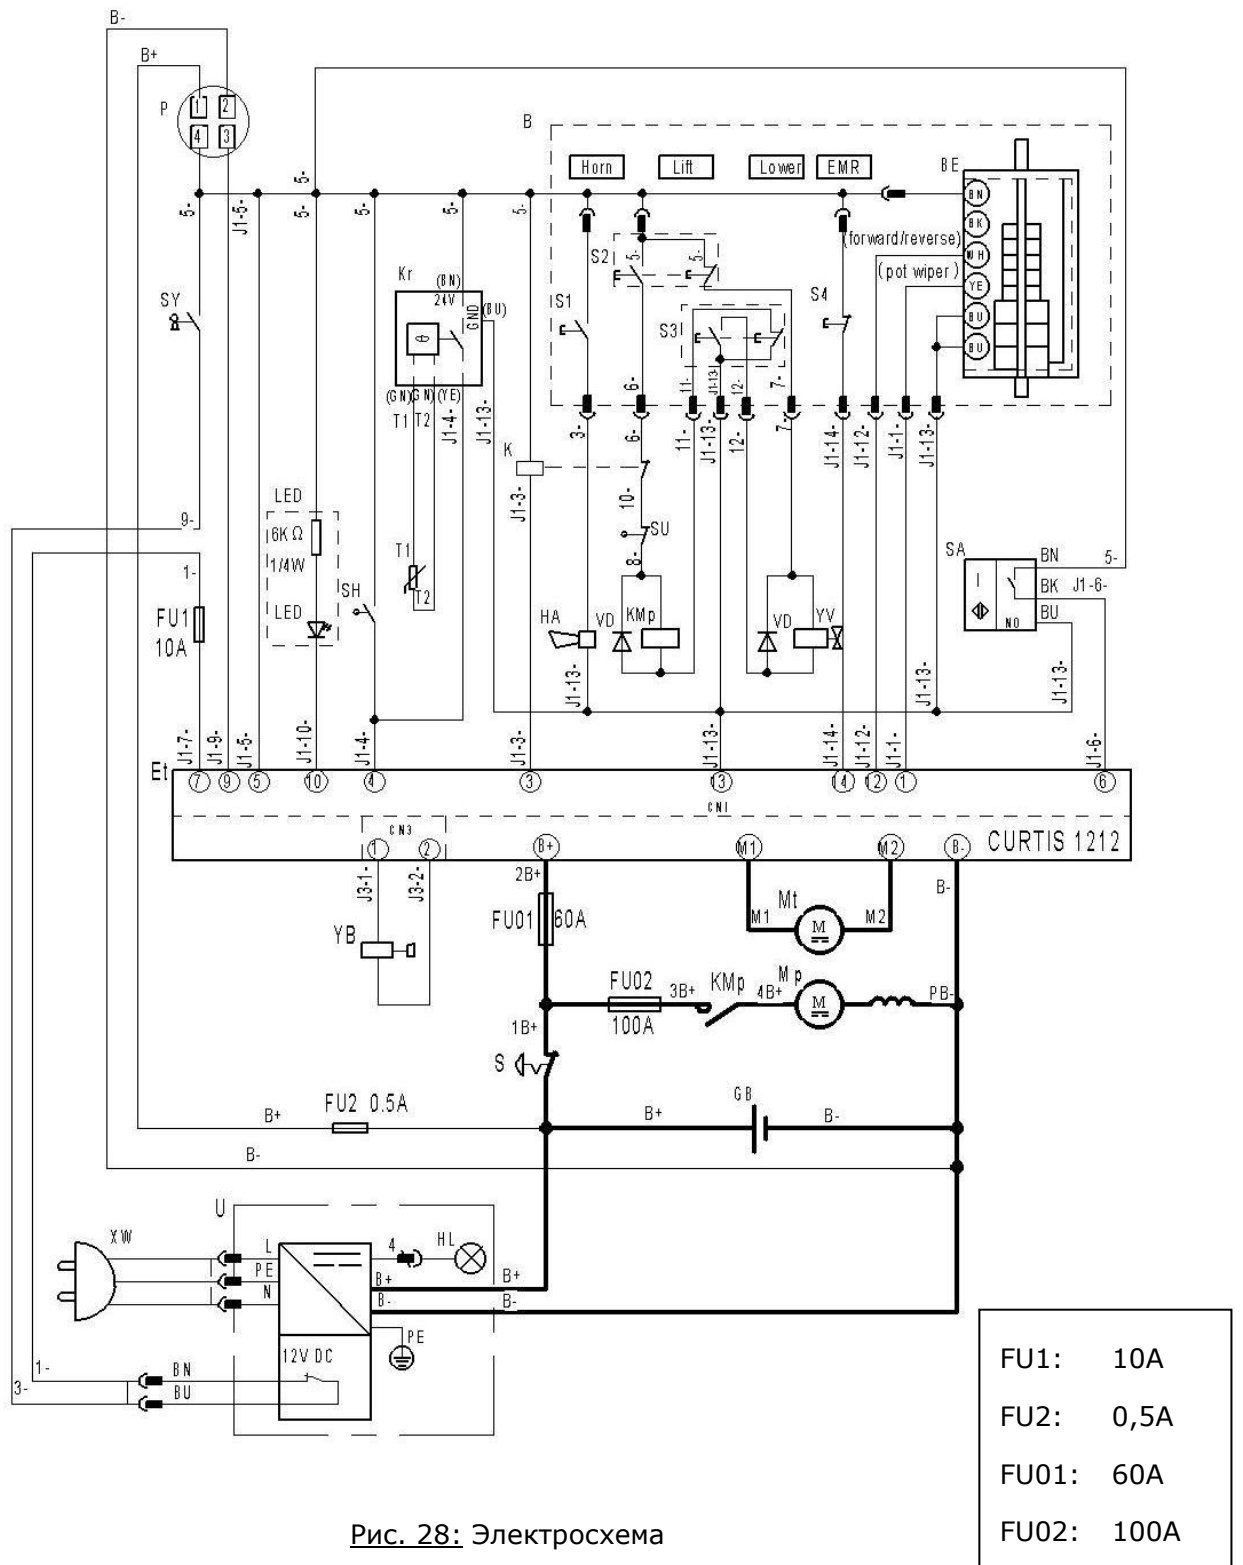 B-
B+
P
1 2
4 3
B
Horn Lift Lower EMR
BE
5-
5- J1-5- 5- 5- 5- 5-
BN
BK
(forward/reverse)
WH
(pot wiper)
YE
BU
BU
Kr
(BN)
24V
GND
(BU)
θ
(GN) (GN) (YE)
T1 T2
J1-4-
J1-13-
SY
S2
5- 5-
S1
S3
S4
6- 11- J1-13- 12- 7-
3- 6- 11- J1-13- 12- 7- J1-14- J1-12- J1-1- J1-13-
K
J1-3-
10-
SU
8-
9-
1-
LED
6KΩ
1/4W
LED
SH
T1
T2
FU1
10A
HA
VD
KMp
VD
YV
SA
BN 5-
BK J1-6-
BU
I
NO
J1-13- J1-13- J1-13-
J1-7- J1-9- J1-5- J1-10- J1-4- J1-3- J1-13- J1-14- J1-12- J1-1- J1-6-
Et
7 9 5 10 4 3 13 14 12 1 6
CN1
CN3
1 2 B+ M1 M2 B-
CURTIS 1212
J3-1- J3-2-
2B+
B-
FU01 60A
Mt
M1 M2
M
YB
FU02
100A
3B+
KMp
4B+
Mp
M
PB-
1B+
S
GB
FU2 0.5A
B+
B+
B-
B-
U
XW
L
PE
N
4
HL
B+
B-
B+
B-
PE
12V DC
1-
3-
BN
BU
FU1: 10A
FU2: 0,5A
FU01: 60A
FU02: 100A
Рис. 28: Электросхема